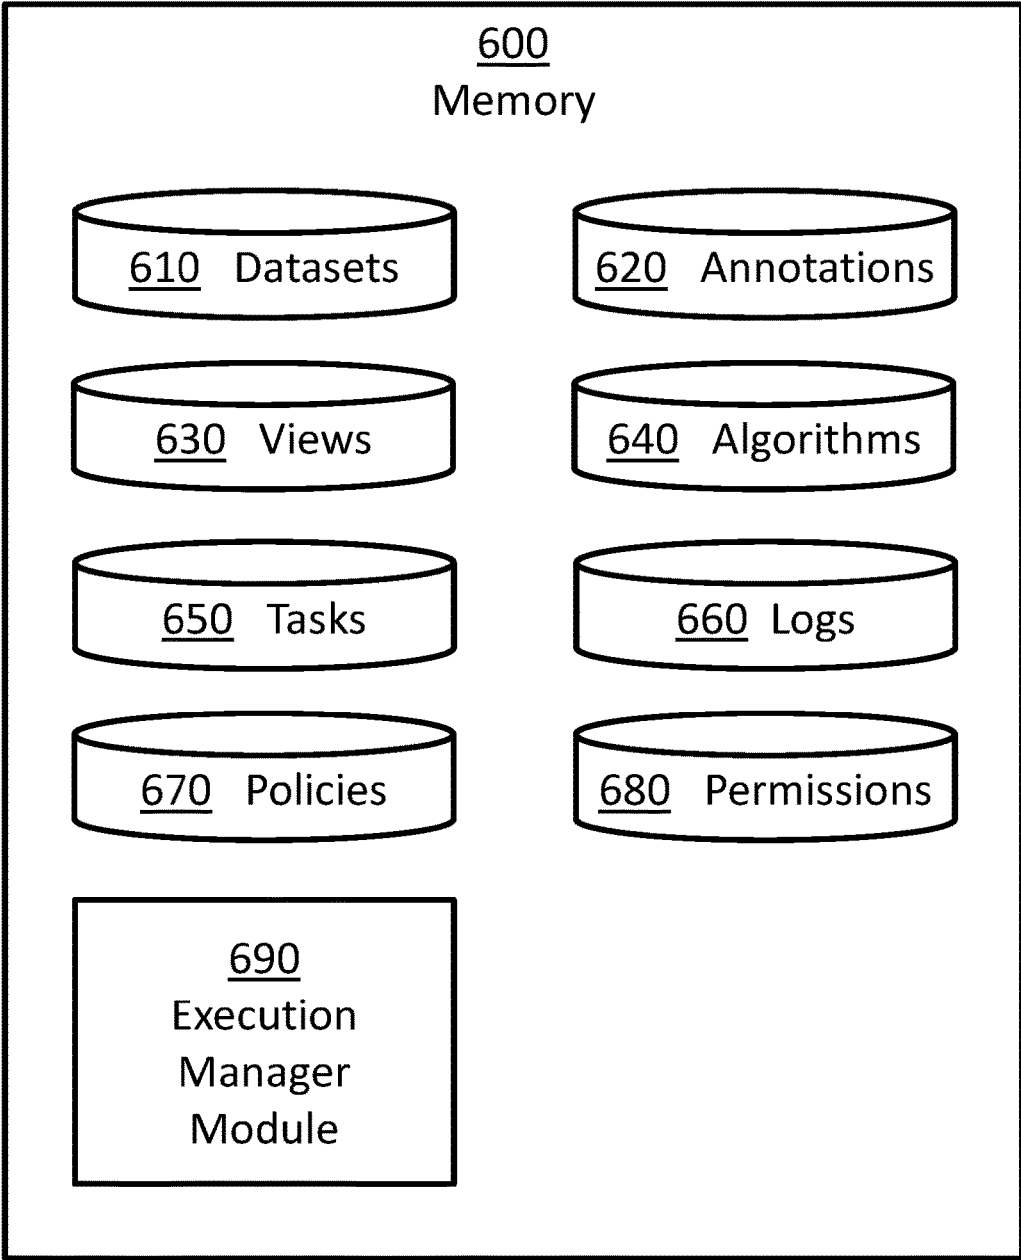 600
Memory
610 Datasets
620 Annotations
630 Views
640 Algorithms
650 Tasks
660 Logs
670 Policies
680 Permissions
690
Execution
Manager
Module